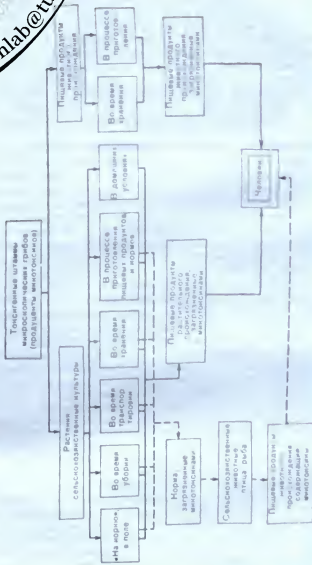 nlab@tu
Токсигенные штаммы
микроскопических грибов
(продуценты микотоксинов)
Растения
сельскохозяйственные культуры
Пищевые продукты
животного
происхождения
«На корню»
в поле
Во время
уборки
Во время
транспор
тировки
Во время
хранения
В процессе
приготовления
пищевых продуктов
и кормов
В домашних
условиях
Во время
хранения
В процессе
приготов-
ления
Корма,
загрязненные
микотоксинами
Пищевые продукты
растительного
происхождения
загрязненные
микотоксинами
Пищевые продукты
животного
происхождения
загрязненные
микотоксинами
Сельскохозяйственные
животные
птица рыба
Пищевые продукты
животного
происхождения
содержащие
микотоксины
Человек